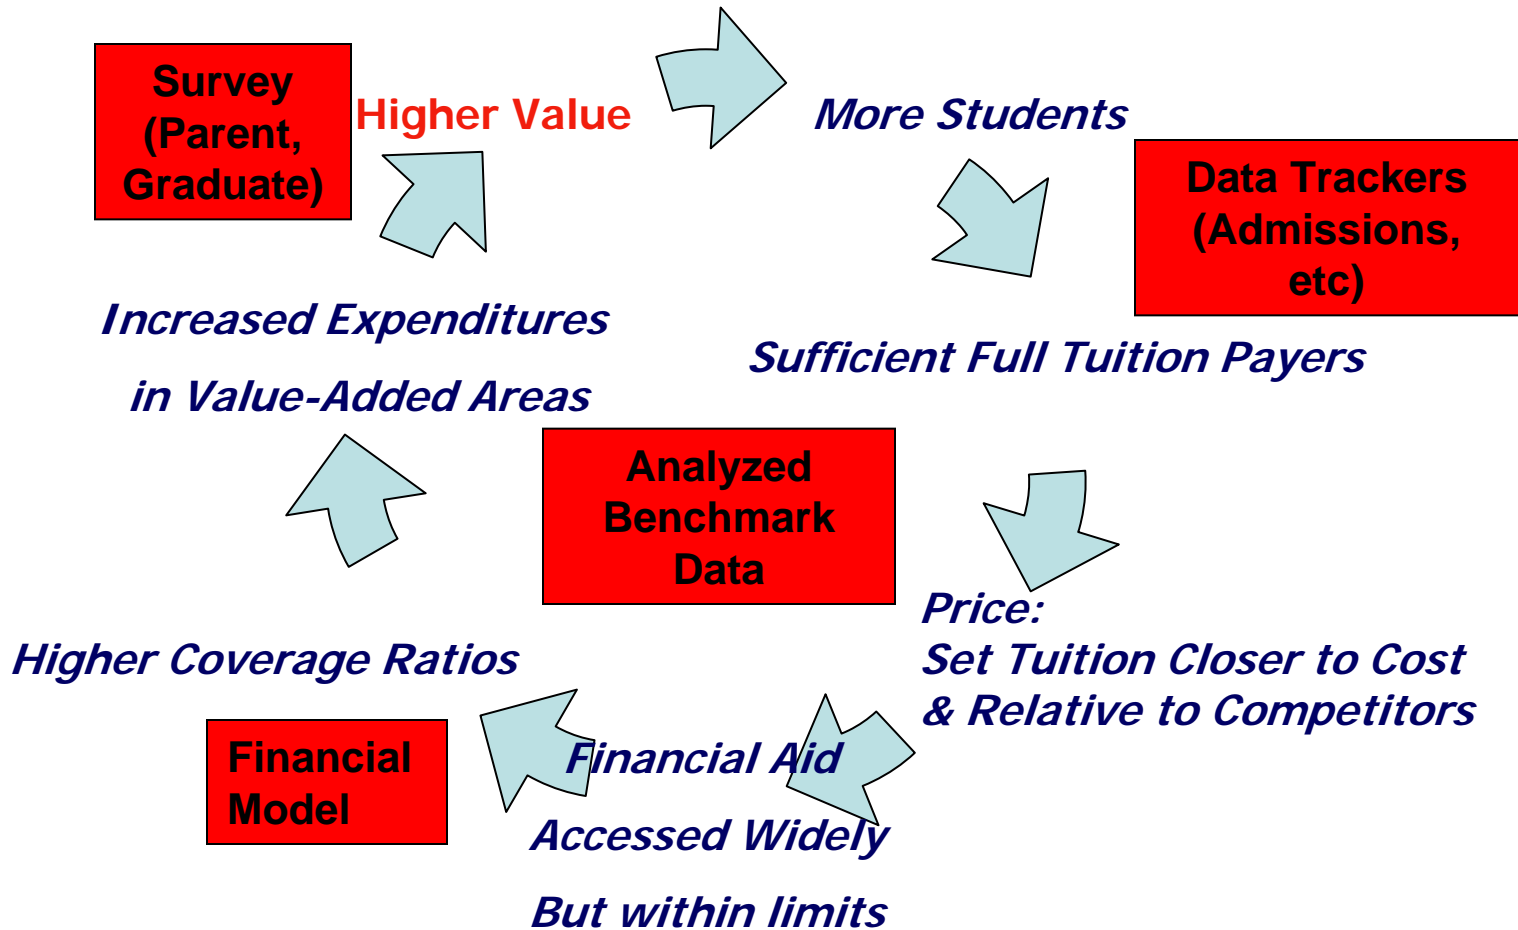 Survey
(Parent,
Graduate)
Higher Value
More Students
Data Trackers
(Admissions,
etc)
Increased Expenditures
in Value-Added Areas
Sufficient Full Tuition Payers
Analyzed
Benchmark
Data
Price:
Set Tuition Closer to Cost
& Relative to Competitors
Higher Coverage Ratios
Financial
Model
Financial Aid
Accessed Widely
But within limits